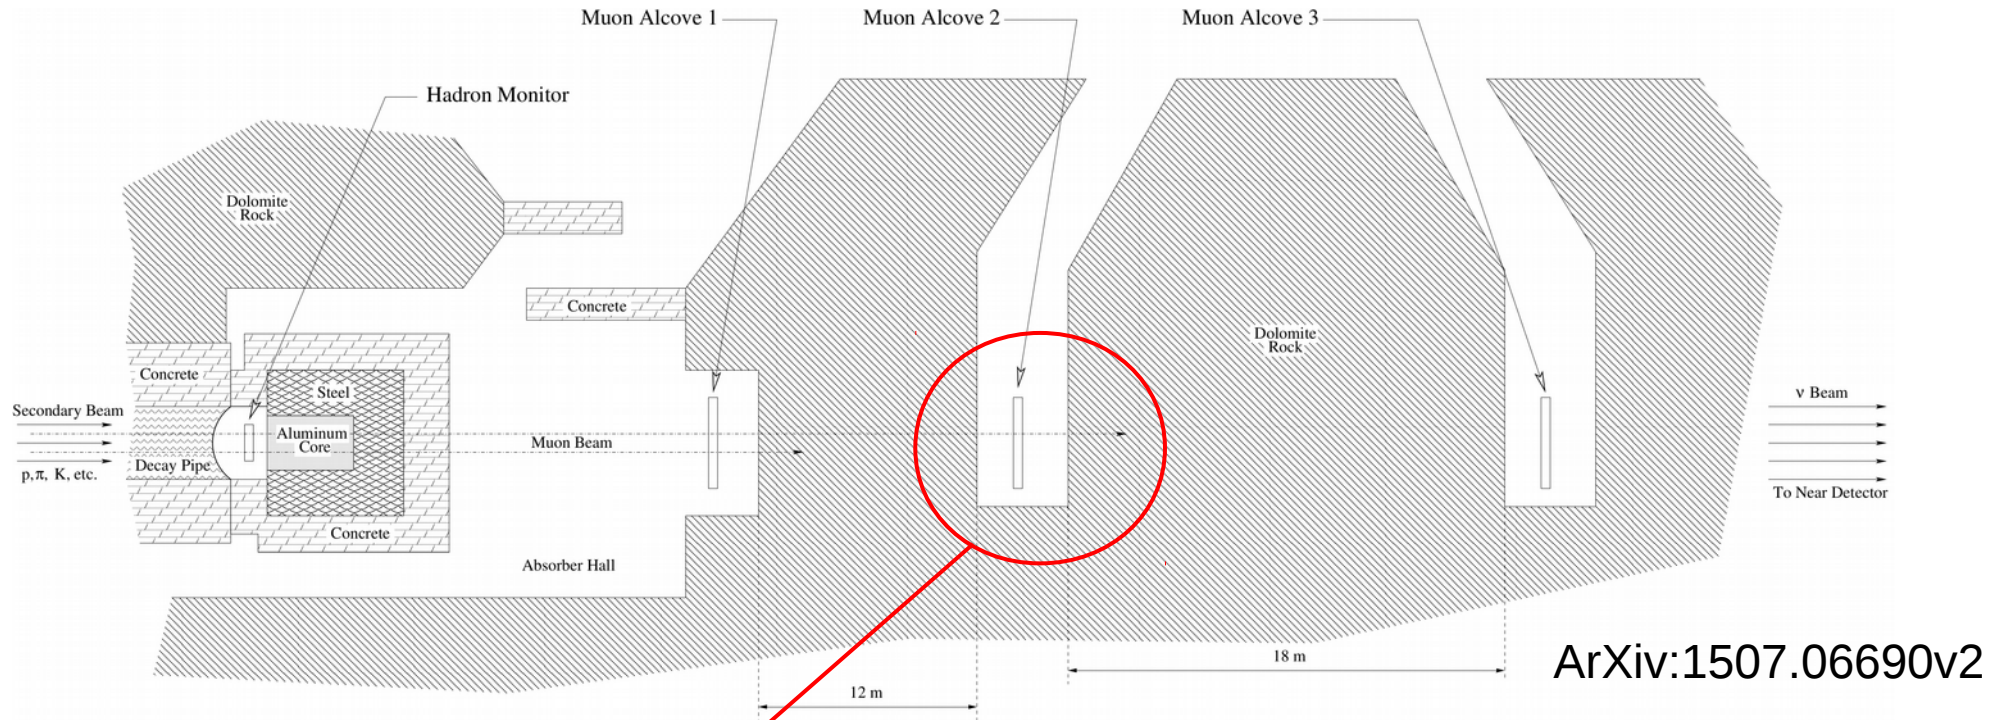 Muon Alcove 1
Muon Alcove 2
Muon Alcove 3
Hadron Monitor
Dolomite
Rock
Concrete
Dolomite
Rock
Concrete
Steel
Secondary Beam
Aluminum
Core
Muon Beam
Decay Pipe
p,π, K, etc.
Concrete
Absorber Hall
ν Beam
To Near Detector
18 m
12 m
ArXiv:1507.06690v2